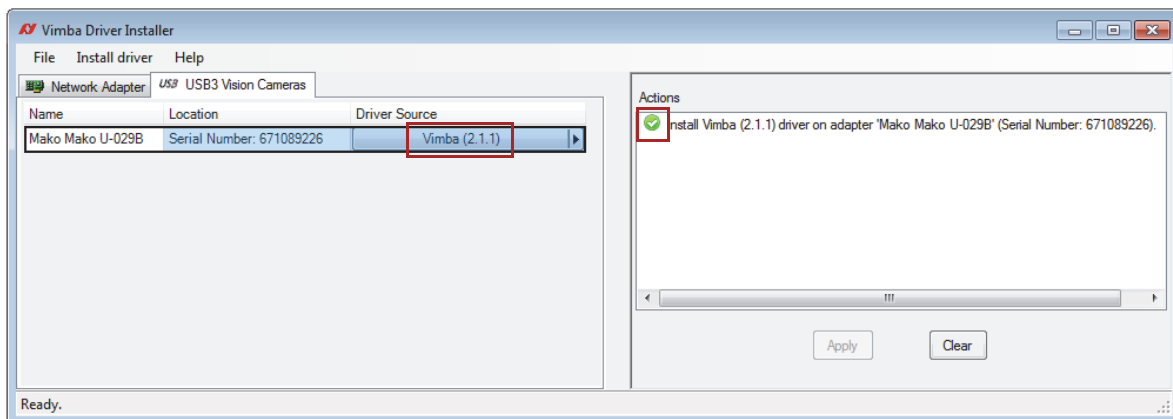 Vimba Driver Installer
File Install driver Help
Network Adapter USB USB3 Vision Cameras
Name Location Driver Source
Mako Mako U-029B Serial Number: 671089226 Vimba (2.1.1)
Actions
nstall Vimba (2.1.1) driver on adapter 'Mako Mako U-029B' (Serial Number: 671089226).
Apply Clear
Ready.